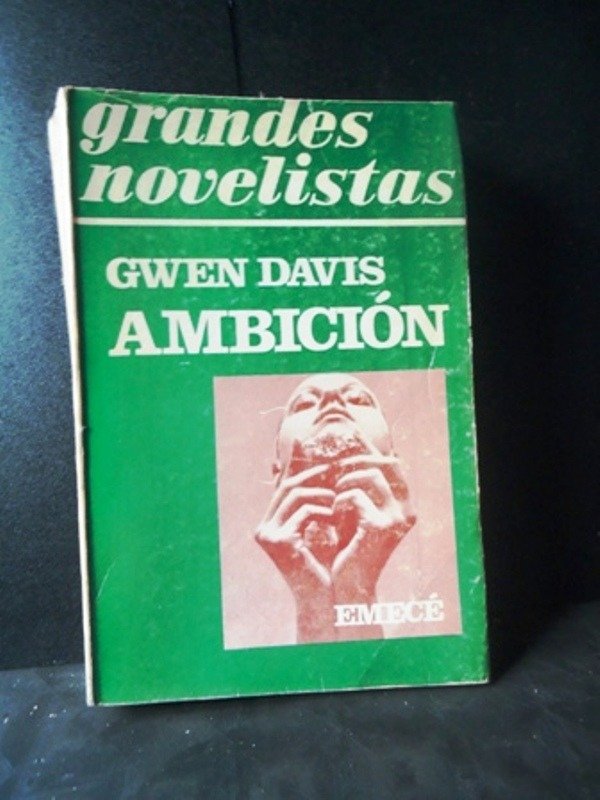 grandes
novelistas
GWEN DAVIS
AMBICIÓN
EMECÉ